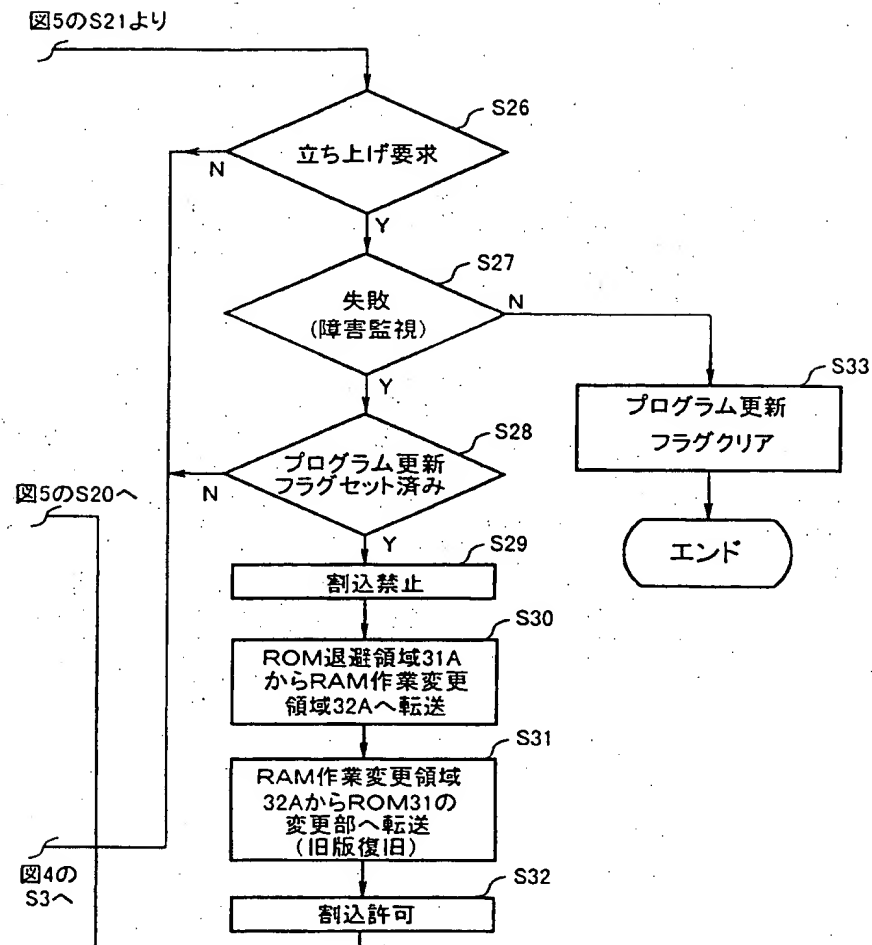 図5のS21より
S26
立ち上げ要求
N
Y
S27
失敗
(障害監視)
N
Y
S33
プログラム更新
フラグクリア
S28
プログラム更新
フラグセット済み
N
図5のS20へ
Y
エンド
S29
割込禁止
S30
ROM退避領域31A
からRAM作業変更
領域32Aへ転送
S31
RAM作業変更領域
32AからROM31の
変更部へ転送
(旧版復旧)
図4の
S3へ
S32
割込許可